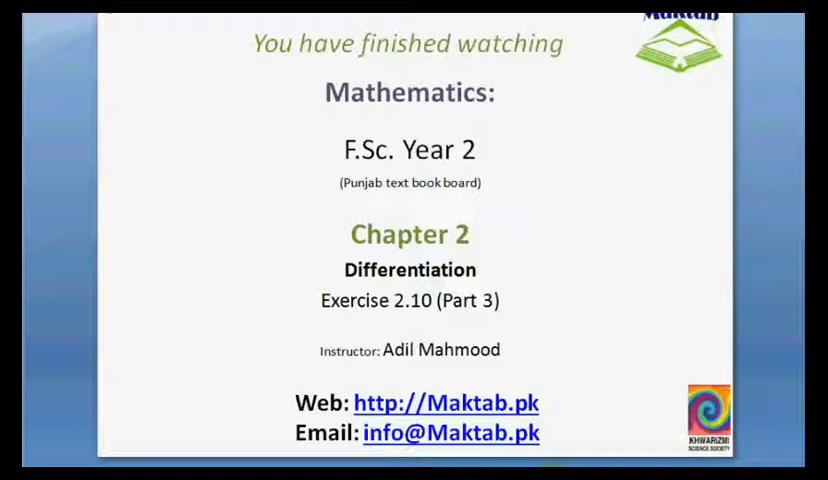 Maktab
You have finished watching
Mathematics:
F.Sc. Year 2
(Punjab text book board)
Chapter 2
Differentiation
Exercise 2.10 (Part 3)
Instructor: Adil Mahmood
Web: http://Maktab.pk
Email: info@Maktab.pk
KHWARIZMI
SCIENCE SOCIETY